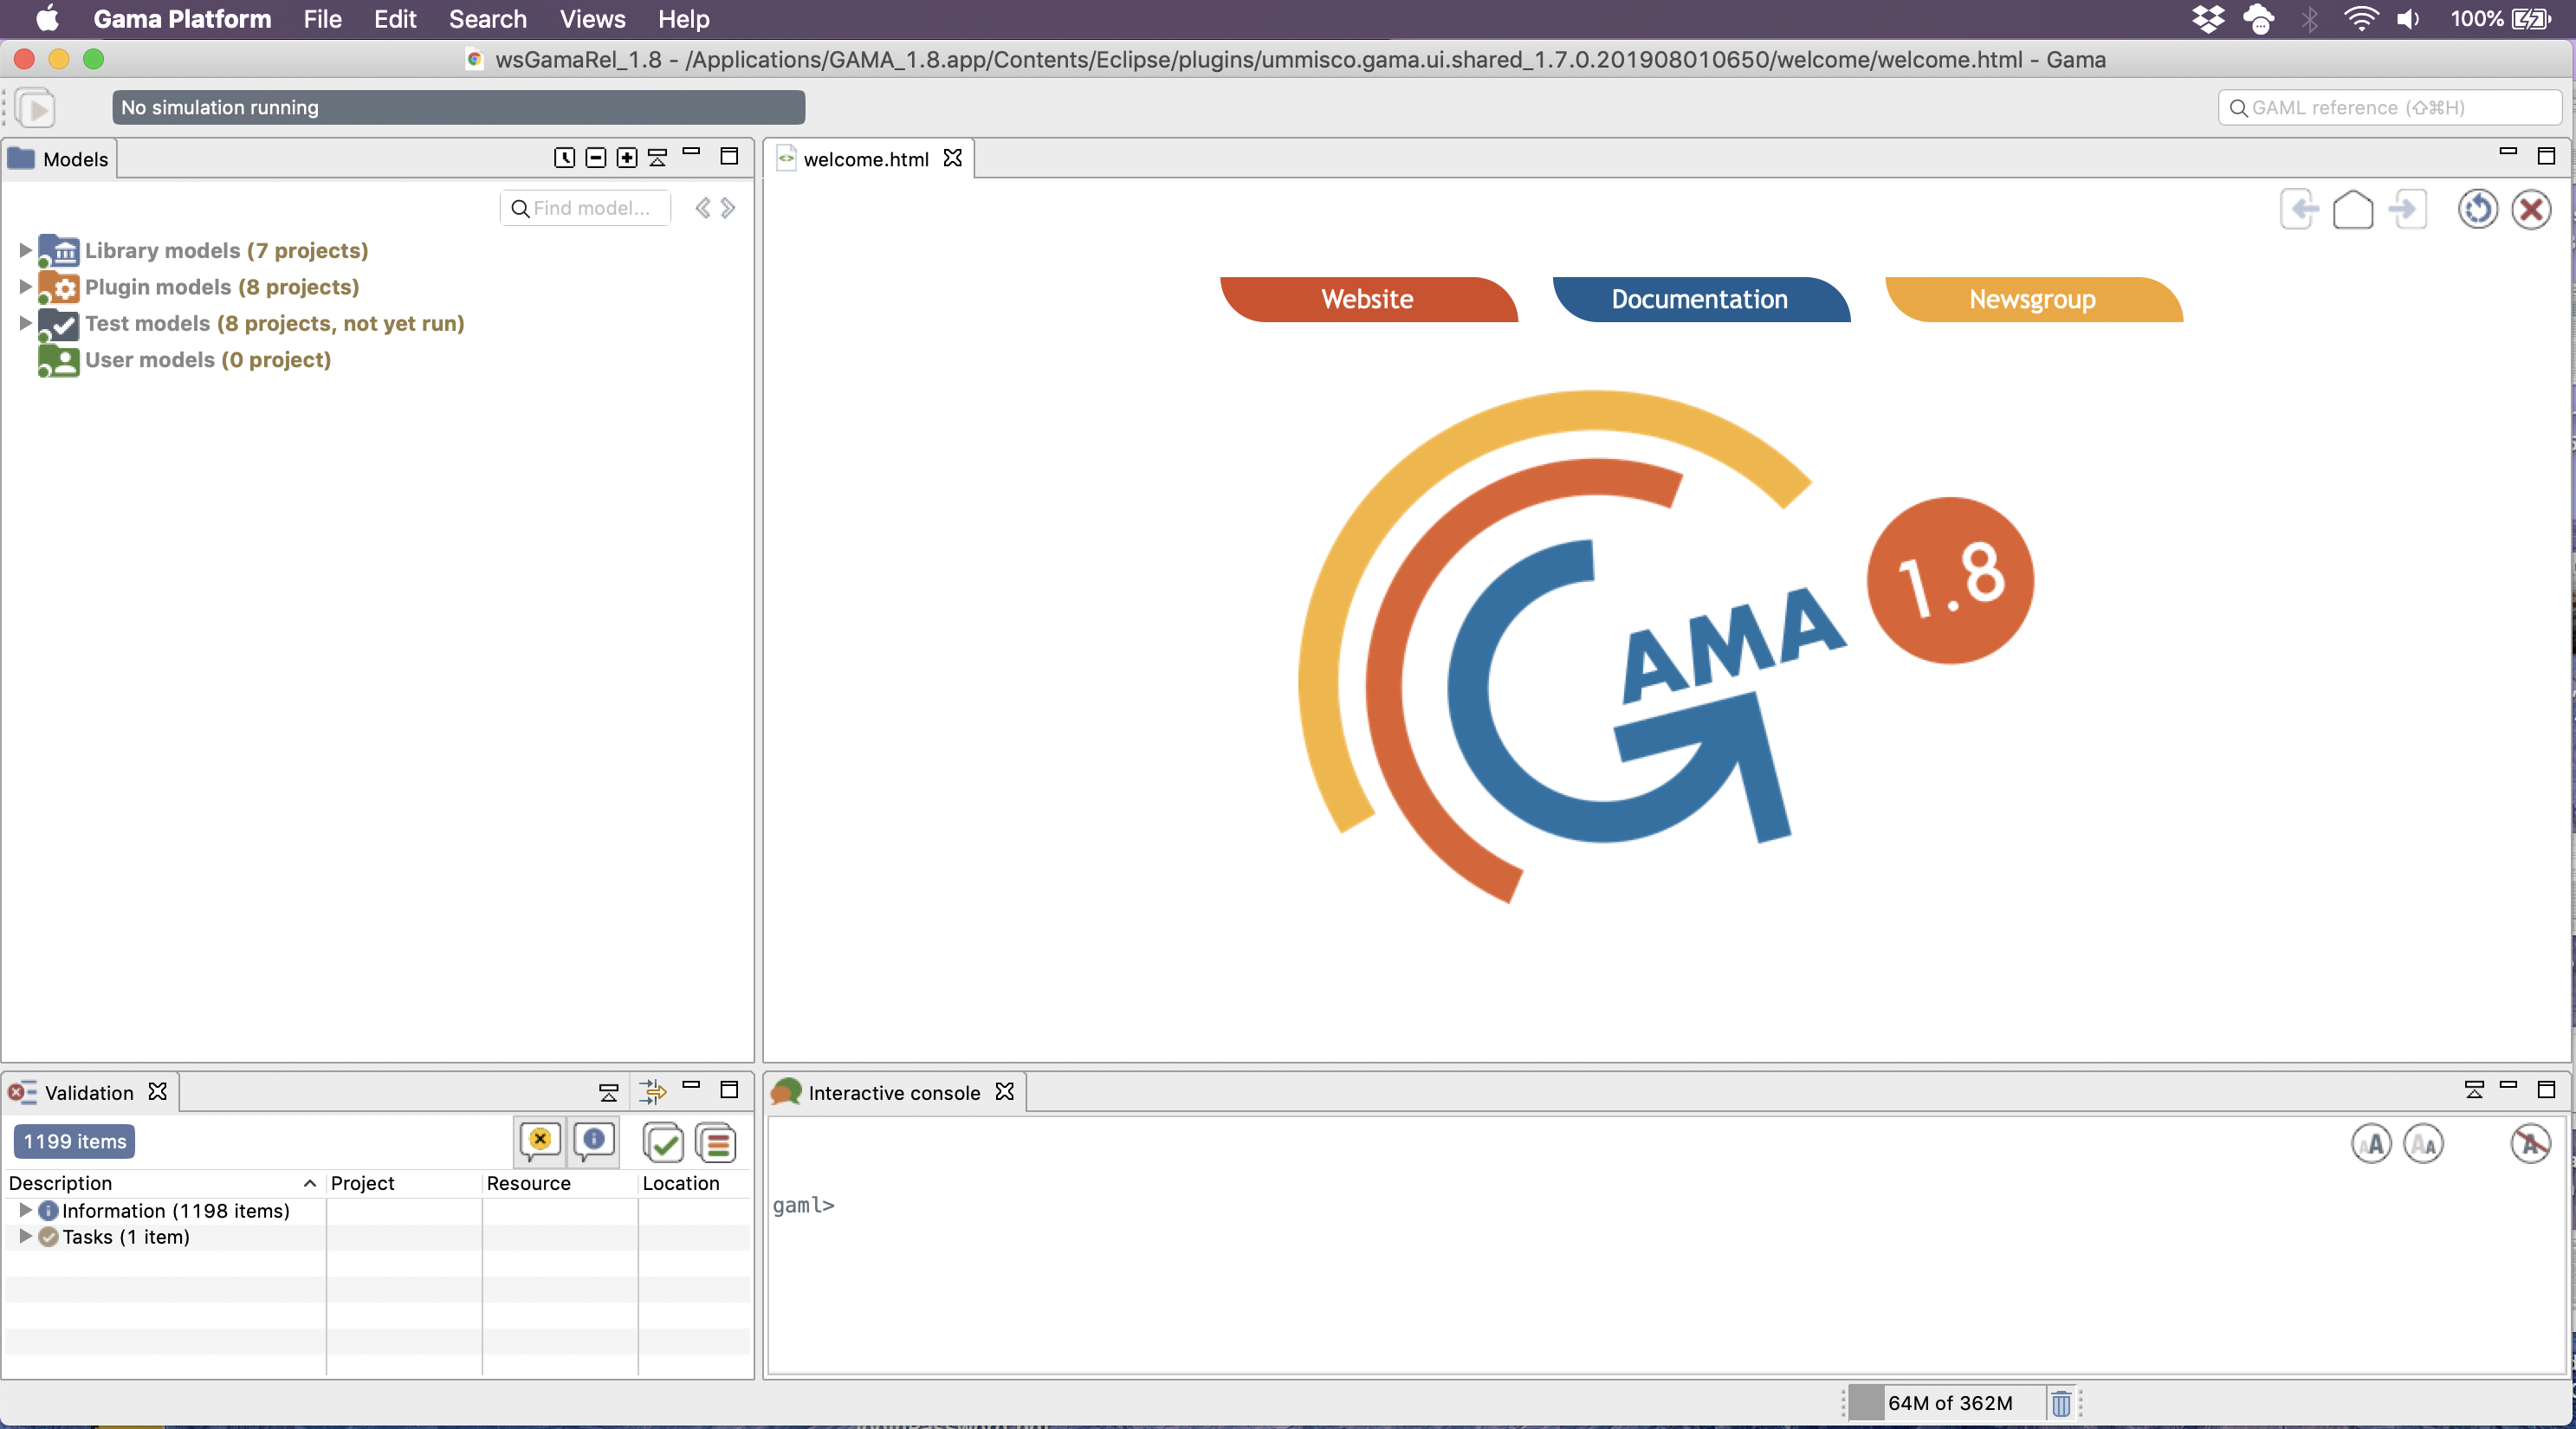 Gama Platform File Edit Search Views Help 100%
wsGamaRel_1.8 - /Applications/GAMA_1.8.app/Contents/Eclipse/plugins/ummisco.gama.ui.shared_1.7.0.201908010650/welcome/welcome.html - Gama
No simulation running
GAML reference (⇧⌘H)
Models
welcome.html
Find model...
Library models (7 projects)
Plugin models (8 projects)
Test models (8 projects, not yet run)
User models (0 project)
Website Documentation Newsgroup
GAMA
1.8
Validation
Interactive console
1199 items
Description Project Resource Location
Information (1198 items)
Tasks (1 item)
gaml>
64M of 362M